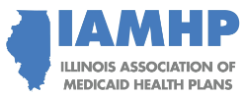 IAMHP
ILLINOIS ASSOCIATION OF
MEDICAID HEALTH PLANS